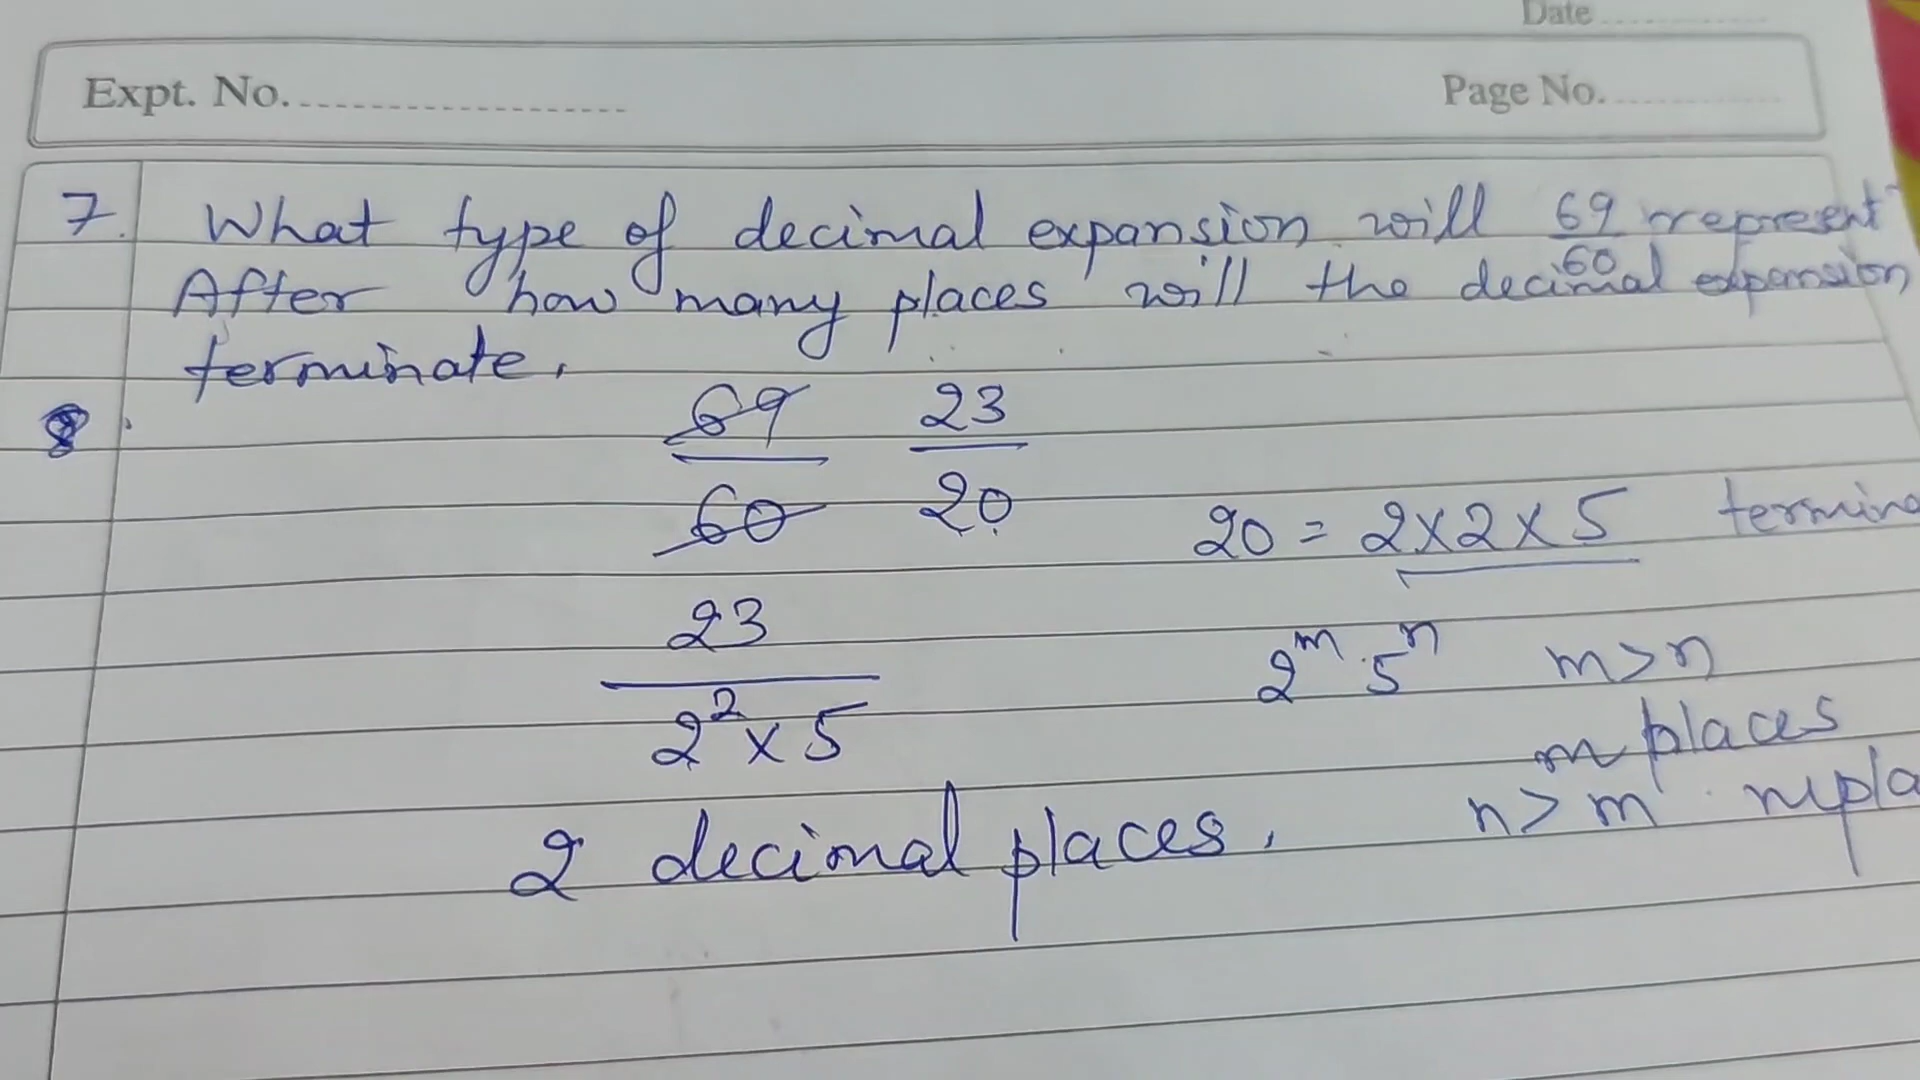 Date
Expt. No.
Page No.
7. What type of decimal expansion will 69/60 represent
After how many places will the decimal expansion
terminate.
8.
69/60 23/20
20 = 2×2×5 termina
23/2²×5
2^m · 5^n m>n
m places
n>m
2 decimal places.